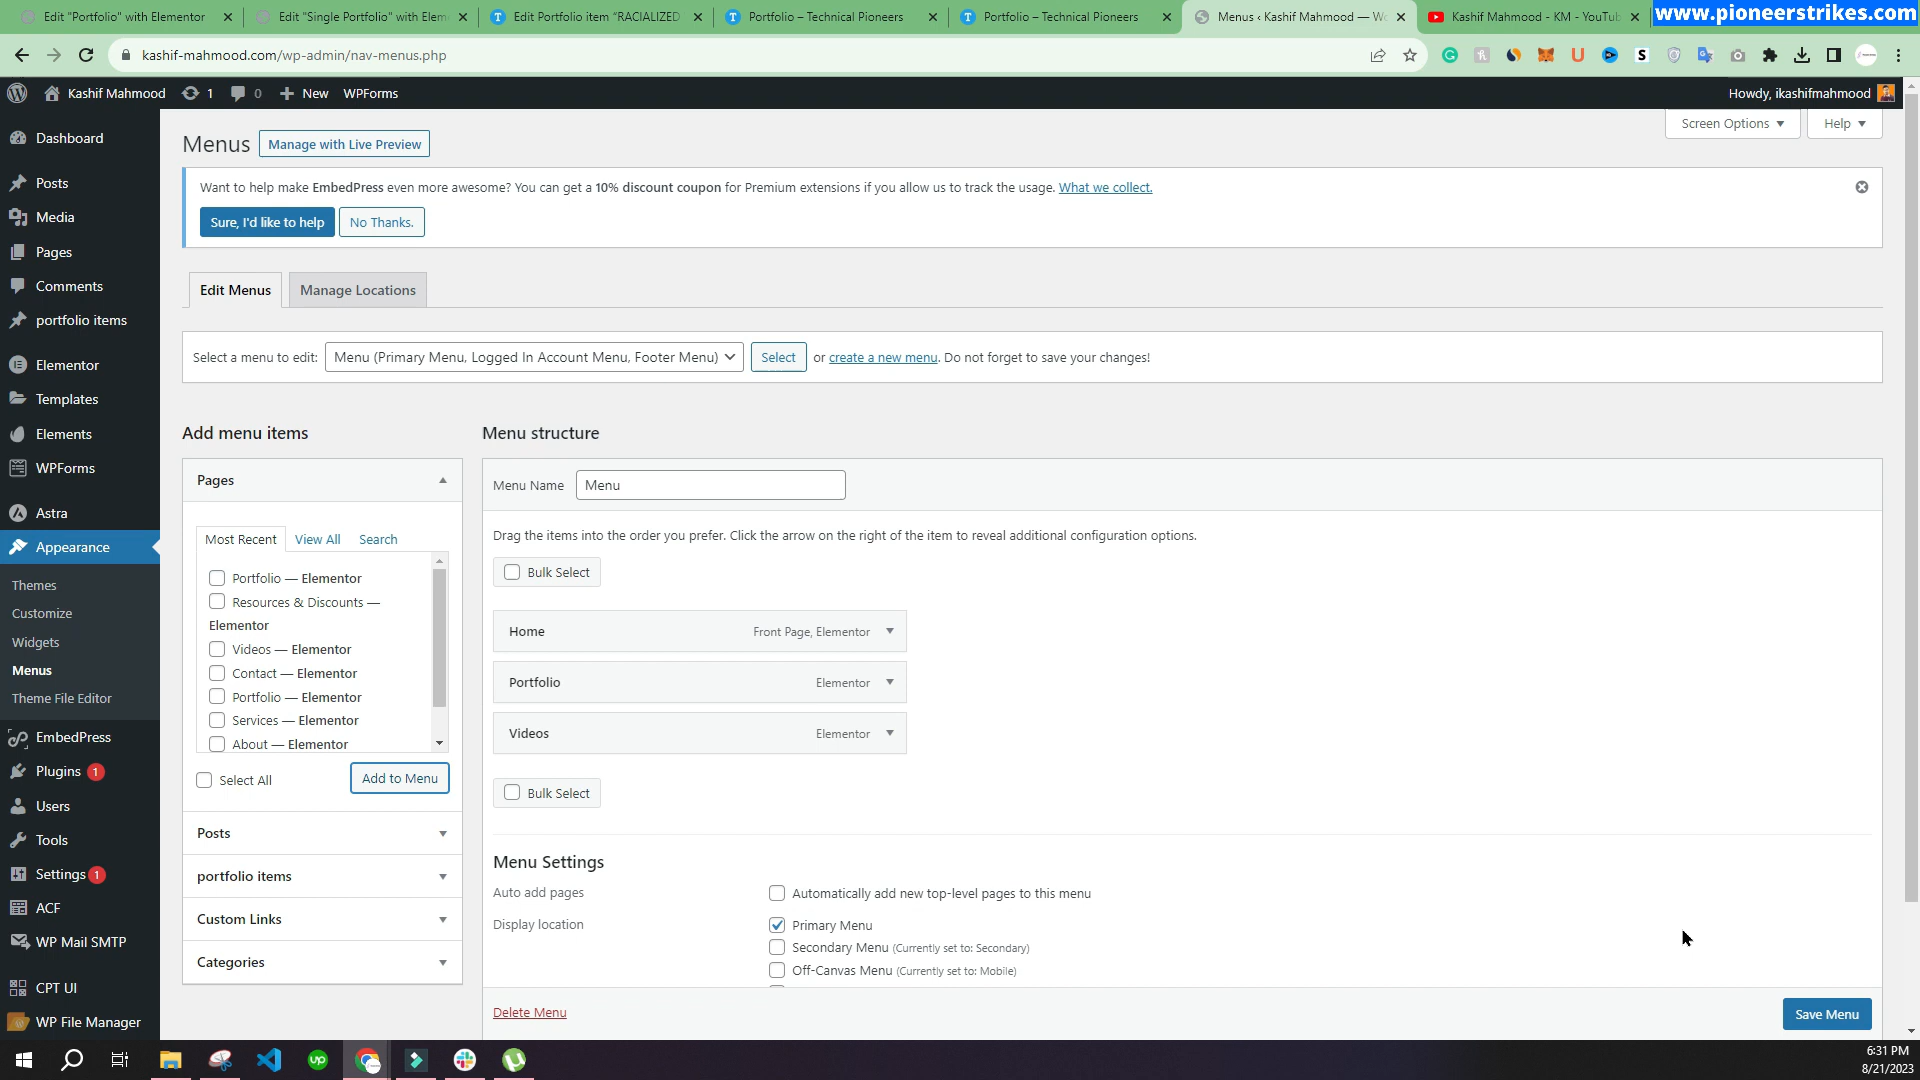 Edit "Portfolio" with Elementor
Edit "Single Portfolio" with Elem
Edit Portfolio item "RACIALIZED
Portfolio – Technical Pioneers
Portfolio – Technical Pioneers
Menus ‹ Kashif Mahmood — Wo
Kashif Mahmood - KM - YouTub
www.pioneerstrikes.com
kashif-mahmood.com/wp-admin/nav-menus.php
Kashif Mahmood
1
0
New
WPForms
Howdy, ikashifmahmood
Dashboard
Posts
Media
Pages
Comments
portfolio items
Elementor
Templates
Elements
WPForms
Astra
Appearance
Themes
Customize
Widgets
Menus
Theme File Editor
EmbedPress
Plugins 1
Users
Tools
Settings 1
ACF
WP Mail SMTP
CPT UI
WP File Manager
Screen Options
Help
Menus
Manage with Live Preview
Want to help make EmbedPress even more awesome? You can get a 10% discount coupon for Premium extensions if you allow us to track the usage. What we collect.
Sure, I'd like to help
No Thanks.
Edit Menus
Manage Locations
Select a menu to edit: Menu (Primary Menu, Logged In Account Menu, Footer Menu) Select or create a new menu. Do not forget to save your changes!
Add menu items
Pages
Most Recent
View All
Search
Portfolio — Elementor
Resources & Discounts —
Elementor
Videos — Elementor
Contact — Elementor
Portfolio — Elementor
Services — Elementor
About — Elementor
Select All
Add to Menu
Posts
portfolio items
Custom Links
Categories
Menu structure
Menu Name Menu
Drag the items into the order you prefer. Click the arrow on the right of the item to reveal additional configuration options.
Bulk Select
Home Front Page, Elementor
Portfolio Elementor
Videos Elementor
Bulk Select
Menu Settings
Auto add pages
Automatically add new top-level pages to this menu
Display location
Primary Menu
Secondary Menu (Currently set to: Secondary)
Off-Canvas Menu (Currently set to: Mobile)
Delete Menu
Save Menu
6:31 PM
8/21/2023